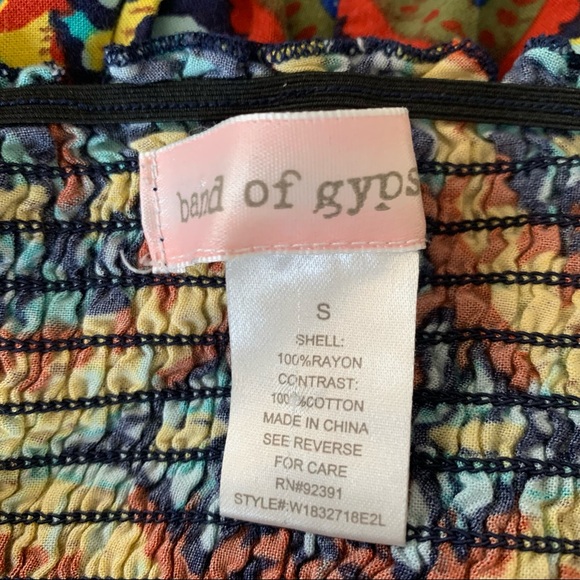 band of gyps
S
SHELL:
100%RAYON
CONTRAST:
100%COTTON
MADE IN CHINA
SEE REVERSE
FOR CARE
RN#92391
STYLE#:W1832718E2L